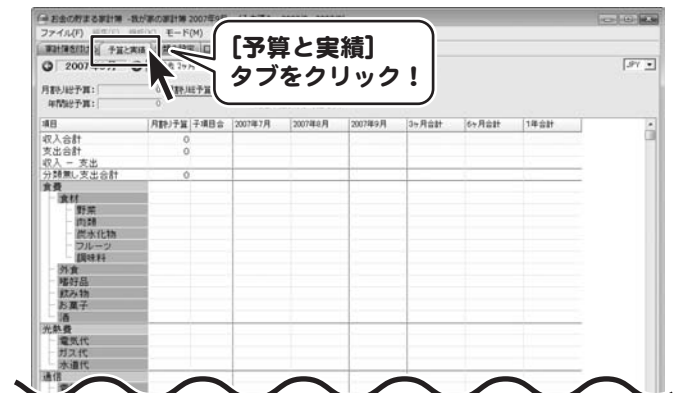 お金の貯まる家計簿 -我が家の家計簿 2007年9月
ファイル(F)
モード(M)
予算と実績
[予算と実績]
タブをクリック！
2007
JPY
月割り総予算:
0
年間総予算:
0
項目 月割り予算 子項目合 2007年7月 2007年8月 2007年9月 3ヶ月合計 6ヶ月合計 1年合計
収入合計 0
支出合計 0
収入 － 支出
分類無し支出合計 0
食費
食材
野菜
肉類
炭水化物
フルーツ
調味料
外食
嗜好品
飲み物
お菓子
酒
光熱費
電気代
ガス代
水道代
通信